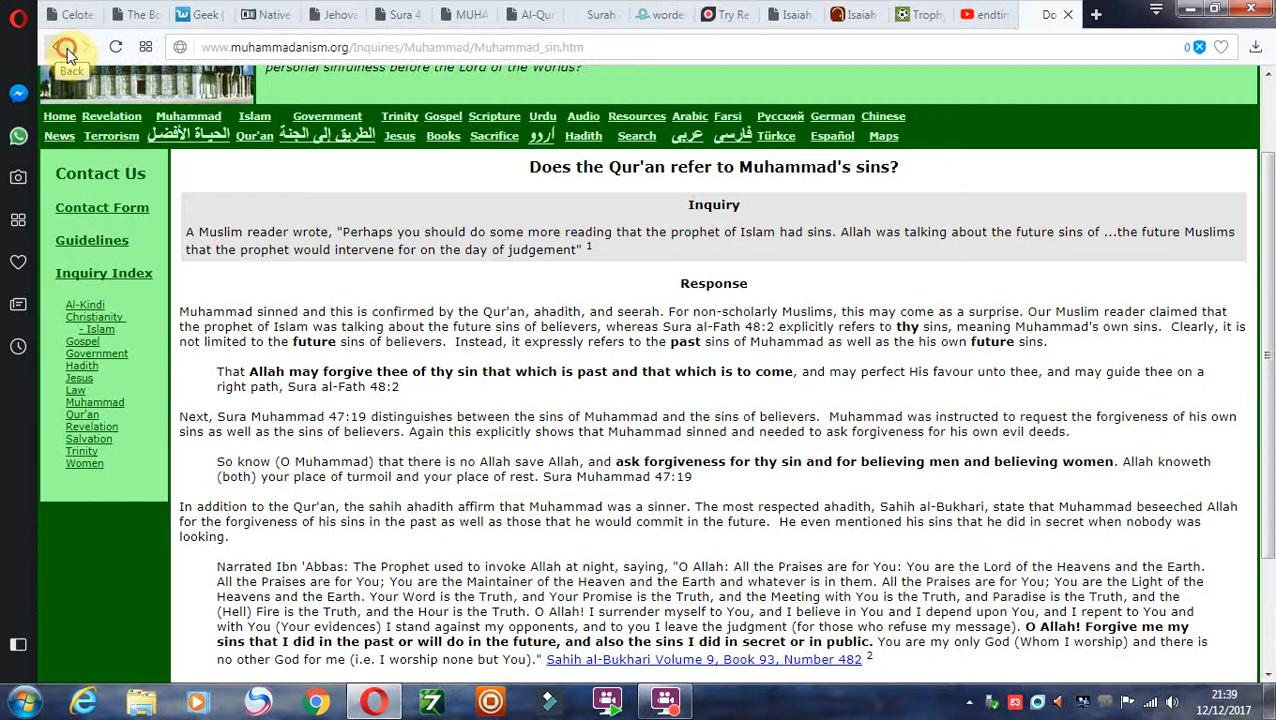 Celote
The Bo
Geek |
Native
Jehova
Sura 4
MUHA
Al-Qur
Surah
worde
Try Re
Isaiah
Isaiah
Trophy
endtim
Do
www.muhammadanism.org/Inquiries/Muhammad/Muhammad_sin.htm
0
Back
personal sinfulness before the Lord of the Worlds?
Home Revelation Muhammad Islam Government Trinity Gospel Scripture Urdu Audio Resources Arabic Farsi Русский German Chinese
News Terrorism الحياة الأفضل Qur'an الطريق إلى الجنة Jesus Books Sacrifice أردو Hadith Search عربى فارسى Türkçe Español Maps
Contact Us
Contact Form
Guidelines
Inquiry Index
Al-Kindi
Christianity
- Islam
Gospel
Government
Hadith
Jesus
Law
Muhammad
Qur'an
Revelation
Salvation
Trinity
Women
Does the Qur'an refer to Muhammad's sins?
Inquiry
A Muslim reader wrote, "Perhaps you should do some more reading that the prophet of Islam had sins. Allah was talking about the future sins of ...the future Muslims
that the prophet would intervene for on the day of judgement" 1
Response
Muhammad sinned and this is confirmed by the Qur'an, ahadith, and seerah. For non-scholarly Muslims, this may come as a surprise. Our Muslim reader claimed that
the prophet of Islam was talking about the future sins of believers, whereas Sura al-Fath 48:2 explicitly refers to thy sins, meaning Muhammad's own sins. Clearly, it is
not limited to the future sins of believers. Instead, it expressly refers to the past sins of Muhammad as well as the his own future sins.
That Allah may forgive thee of thy sin that which is past and that which is to come, and may perfect His favour unto thee, and may guide thee on a
right path, Sura al-Fath 48:2
Next, Sura Muhammad 47:19 distinguishes between the sins of Muhammad and the sins of believers. Muhammad was instructed to request the forgiveness of his own
sins as well as the sins of believers. Again this explicitly shows that Muhammad sinned and needed to ask forgiveness for his own evil deeds.
So know (O Muhammad) that there is no Allah save Allah, and ask forgiveness for thy sin and for believing men and believing women. Allah knoweth
(both) your place of turmoil and your place of rest. Sura Muhammad 47:19
In addition to the Qur'an, the sahih ahadith affirm that Muhammad was a sinner. The most respected ahadith, Sahih al-Bukhari, state that Muhammad beseeched Allah
for the forgiveness of his sins in the past as well as those that he would commit in the future. He even mentioned his sins that he did in secret when nobody was
looking.
Narrated Ibn 'Abbas: The Prophet used to invoke Allah at night, saying, "O Allah: All the Praises are for You: You are the Lord of the Heavens and the Earth.
All the Praises are for You; You are the Maintainer of the Heaven and the Earth and whatever is in them. All the Praises are for You; You are the Light of the
Heavens and the Earth. Your Word is the Truth, and Your Promise is the Truth, and the Meeting with You is the Truth, and Paradise is the Truth, and the
(Hell) Fire is the Truth, and the Hour is the Truth. O Allah! I surrender myself to You, and I believe in You and I depend upon You, and I repent to You and
with You (Your evidences) I stand against my opponents, and to you I leave the judgment (for those who refuse my message). O Allah! Forgive me my
sins that I did in the past or will do in the future, and also the sins I did in secret or in public. You are my only God (Whom I worship) and there is
no other God for me (i.e. I worship none but You)." Sahih al-Bukhari Volume 9, Book 93, Number 482 2
21:39
12/12/2017